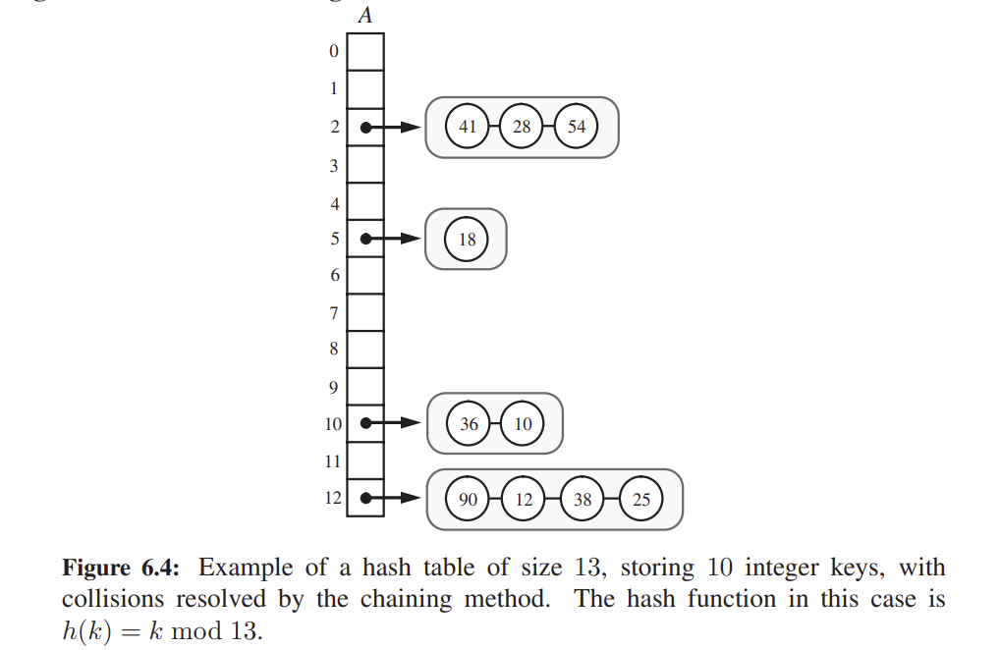 A
0
1
2 41 28 54
3
4
5 18
6
7
8
9
10 36 10
11
12 90 12 38 25
Figure 6.4: Example of a hash table of size 13, storing 10 integer keys, with
collisions resolved by the chaining method. The hash function in this case is
h(k) = k mod 13.